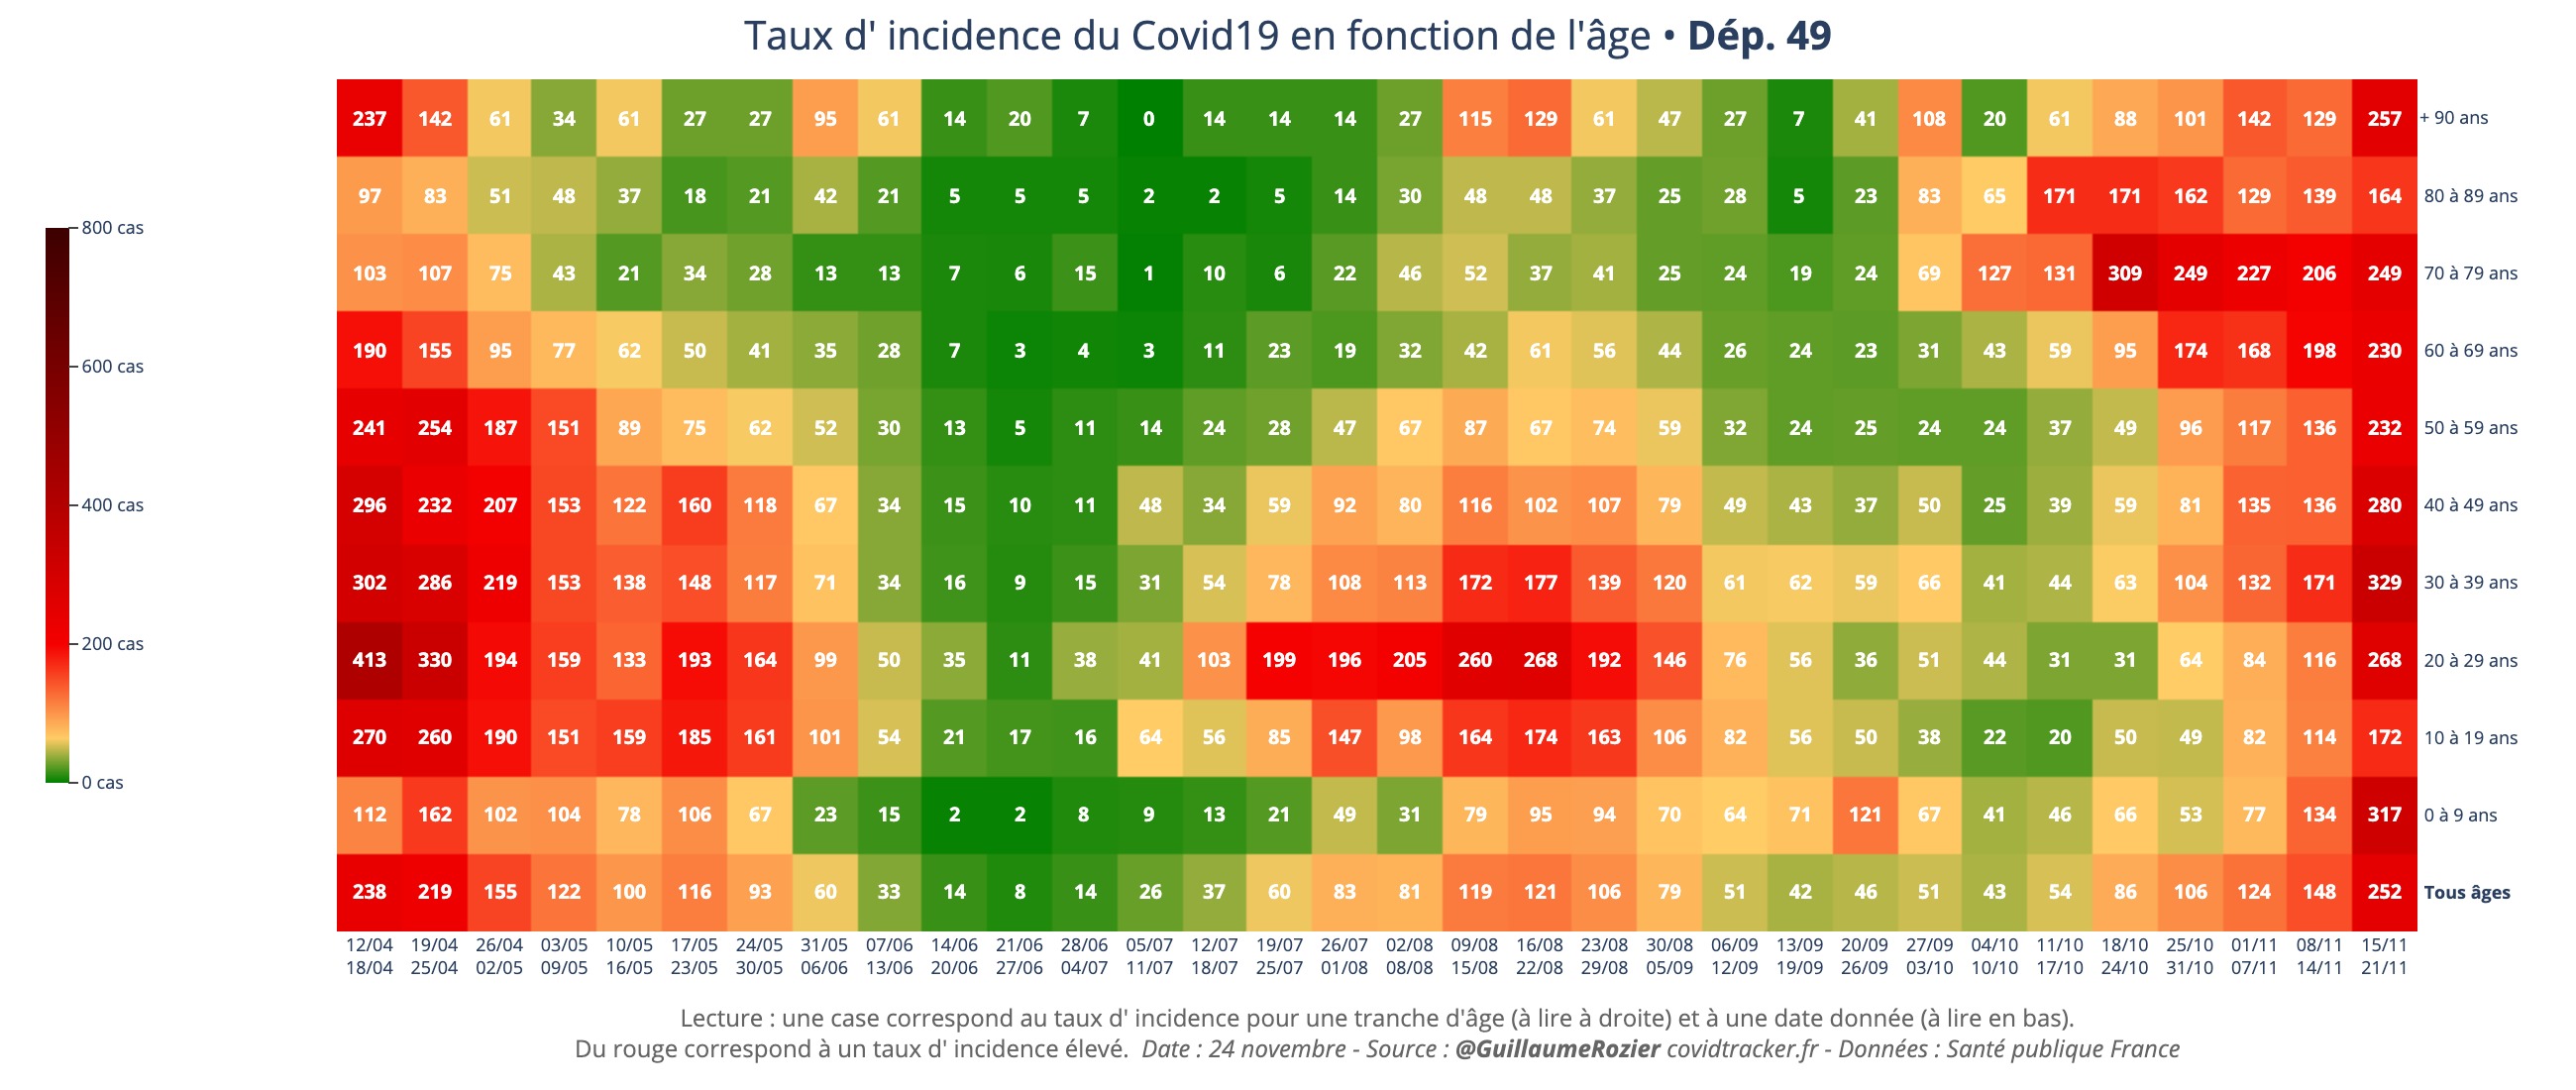 Taux d' incidence du Covid19 en fonction de l'âge • Dép. 49
800 cas
600 cas
400 cas
200 cas
0 cas
237 142 61 34 61 27 27 95 61 14 20 7 0 14 14 14 27 115 129 61 47 27 7 41 108 20 61 88 101 142 129 257 + 90 ans
97 83 51 48 37 18 21 42 21 5 5 5 2 2 5 14 30 48 48 37 25 28 5 23 83 65 171 171 162 129 139 164 80 à 89 ans
103 107 75 43 21 34 28 13 13 7 6 15 1 10 6 22 46 52 37 41 25 24 19 24 69 127 131 309 249 227 206 249 70 à 79 ans
190 155 95 77 62 50 41 35 28 7 3 4 3 11 23 19 32 42 61 56 44 26 24 23 31 43 59 95 174 168 198 230 60 à 69 ans
241 254 187 151 89 75 62 52 30 13 5 11 14 24 28 47 67 87 67 74 59 32 24 25 24 24 37 49 96 117 136 232 50 à 59 ans
296 232 207 153 122 160 118 67 34 15 10 11 48 34 59 92 80 116 102 107 79 49 43 37 50 25 39 59 81 135 136 280 40 à 49 ans
302 286 219 153 138 148 117 71 34 16 9 15 31 54 78 108 113 172 177 139 120 61 62 59 66 41 44 63 104 132 171 329 30 à 39 ans
413 330 194 159 133 193 164 99 50 35 11 38 41 103 199 196 205 260 268 192 146 76 56 36 51 44 31 31 64 84 116 268 20 à 29 ans
270 260 190 151 159 185 161 101 54 21 17 16 64 56 85 147 98 164 174 163 106 82 56 50 38 22 20 50 49 82 114 172 10 à 19 ans
112 162 102 104 78 106 67 23 15 2 2 8 9 13 21 49 31 79 95 94 70 64 71 121 67 41 46 66 53 77 134 317 0 à 9 ans
238 219 155 122 100 116 93 60 33 14 8 14 26 37 60 83 81 119 121 106 79 51 42 46 51 43 54 86 106 124 148 252 Tous âges
12/04 19/04 26/04 03/05 10/05 17/05 24/05 31/05 07/06 14/06 21/06 28/06 05/07 12/07 19/07 26/07 02/08 09/08 16/08 23/08 30/08 06/09 13/09 20/09 27/09 04/10 11/10 18/10 25/10 01/11 08/11 15/11
18/04 25/04 02/05 09/05 16/05 23/05 30/05 06/06 13/06 20/06 27/06 04/07 11/07 18/07 25/07 01/08 08/08 15/08 22/08 29/08 05/09 12/09 19/09 26/09 03/10 10/10 17/10 24/10 31/10 07/11 14/11 21/11
Lecture : une case correspond au taux d' incidence pour une tranche d'âge (à lire à droite) et à une date donnée (à lire en bas).
Du rouge correspond à un taux d' incidence élevé. Date : 24 novembre - Source : @GuillaumeRozier covidtracker.fr - Données : Santé publique France